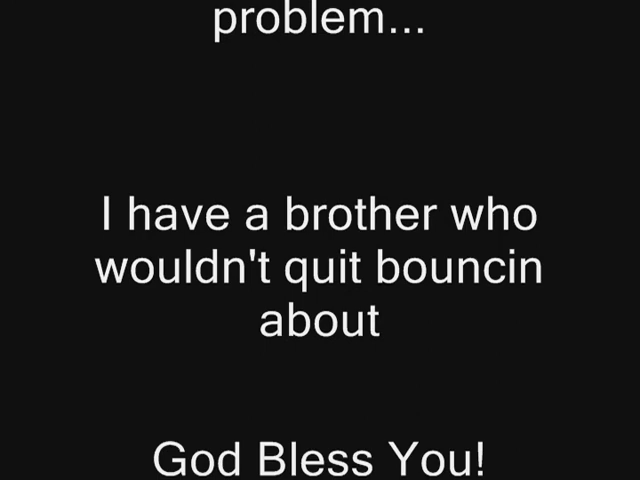 problem...
I have a brother who
wouldn't quit bouncin
about
God Bless You!